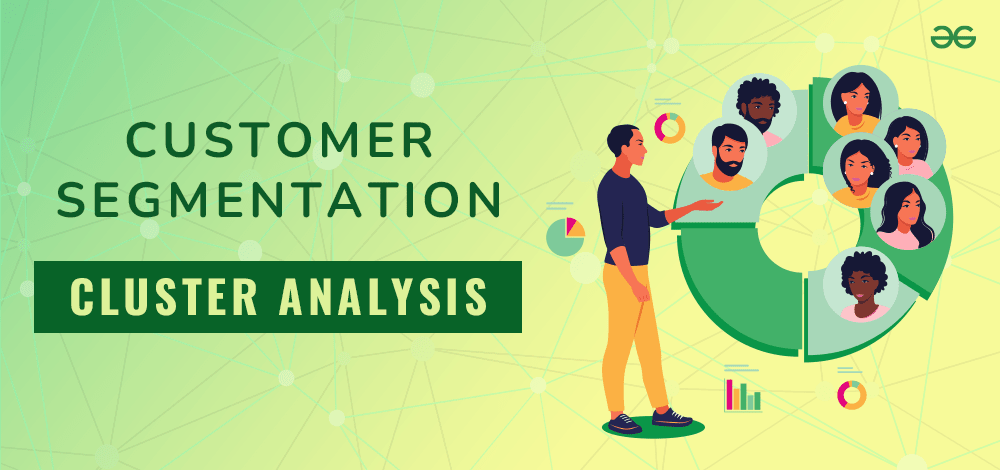 CUSTOMER
SEGMENTATION
CLUSTER ANALYSIS